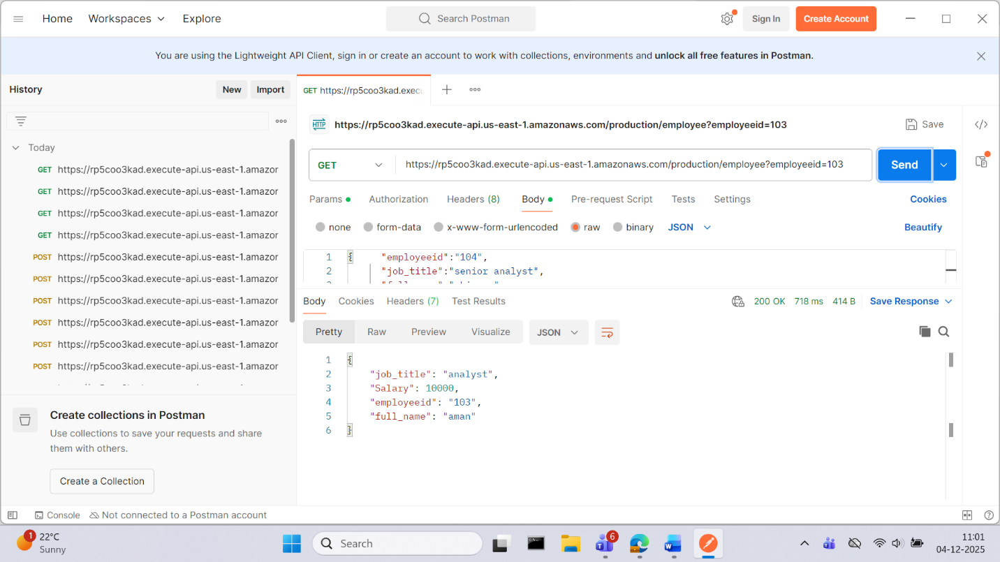 Home Workspaces Explore Search Postman Sign In Create Account
You are using the Lightweight API Client, sign in or create an account to work with collections, environments and unlock all free features in Postman.
History New Import
GET https://rp5coo3kad.execu
HTTP https://rp5coo3kad.execute-api.us-east-1.amazonaws.com/production/employee?employeeid=103 Save
Today
GET https://rp5coo3kad.execute-api.us-east-1.amazor
GET https://rp5coo3kad.execute-api.us-east-1.amazor
GET https://rp5coo3kad.execute-api.us-east-1.amazor
GET https://rp5coo3kad.execute-api.us-east-1.amazor
POST https://rp5coo3kad.execute-api.us-east-1.amazor
POST https://rp5coo3kad.execute-api.us-east-1.amazor
POST https://rp5coo3kad.execute-api.us-east-1.amazor
POST https://rp5coo3kad.execute-api.us-east-1.amazor
POST https://rp5coo3kad.execute-api.us-east-1.amazor
POST https://rp5coo3kad.execute-api.us-east-1.amazor
Create collections in Postman
Use collections to save your requests and share
them with others.
Create a Collection
GET https://rp5coo3kad.execute-api.us-east-1.amazonaws.com/production/employee?employeeid=103 Send
Params Authorization Headers (8) Body Pre-request Script Tests Settings Cookies
none form-data x-www-form-urlencoded raw binary JSON Beautify
1 { "employeeid":"104",
2 "job_title":"senior analyst",
Body Cookies Headers (7) Test Results 200 OK 718 ms 414 B Save Response
Pretty Raw Preview Visualize JSON
1 {
2 "job_title": "analyst",
3 "Salary": 10000,
4 "employeeid": "103",
5 "full_name": "aman"
6 }
Console Not connected to a Postman account
1 22°C
Sunny
Search
6
11:01
04-12-2025